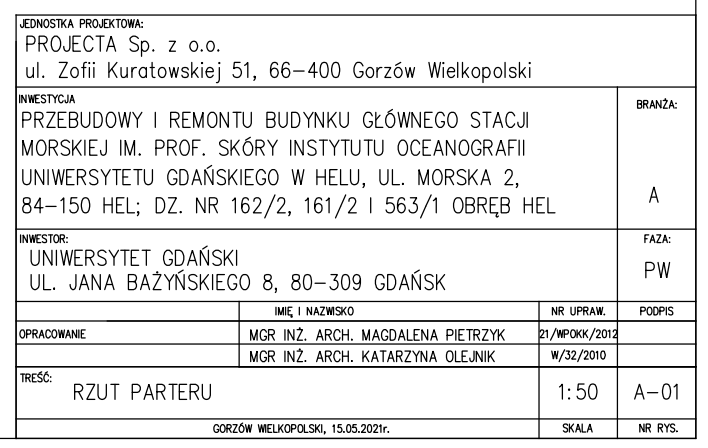 JEDNOSTKA PROJEKTOWA:
PROJECTA Sp. z o.o.
ul. Zofii Kuratowskiej 51, 66-400 Gorzów Wielkopolski
INWESTYCJA
BRANŻA:
PRZEBUDOWY I REMONTU BUDYNKU GŁÓWNEGO STACJI
MORSKIEJ IM. PROF. SKÓRY INSTYTUTU OCEANOGRAFII
UNIWERSYTETU GDAŃSKIEGO W HELU, UL. MORSKA 2,
84-150 HEL; DZ. NR 162/2, 161/2 I 563/1 OBRĘB HEL
A
INWESTOR:
FAZA:
UNIWERSYTET GDAŃSKI
UL. JANA BAŻYŃSKIEGO 8, 80-309 GDAŃSK
PW
IMIĘ I NAZWISKO NR UPRAW. PODPIS
OPRACOWANIE MGR INŻ. ARCH. MAGDALENA PIETRZYK 21/WPOKK/2012
MGR INŻ. ARCH. KATARZYNA OLEJNIK W/32/2010
TREŚĆ:
RZUT PARTERU 1:50 A-01
GORZÓW WIELKOPOLSKI, 15.05.2021r. SKALA NR RYS.